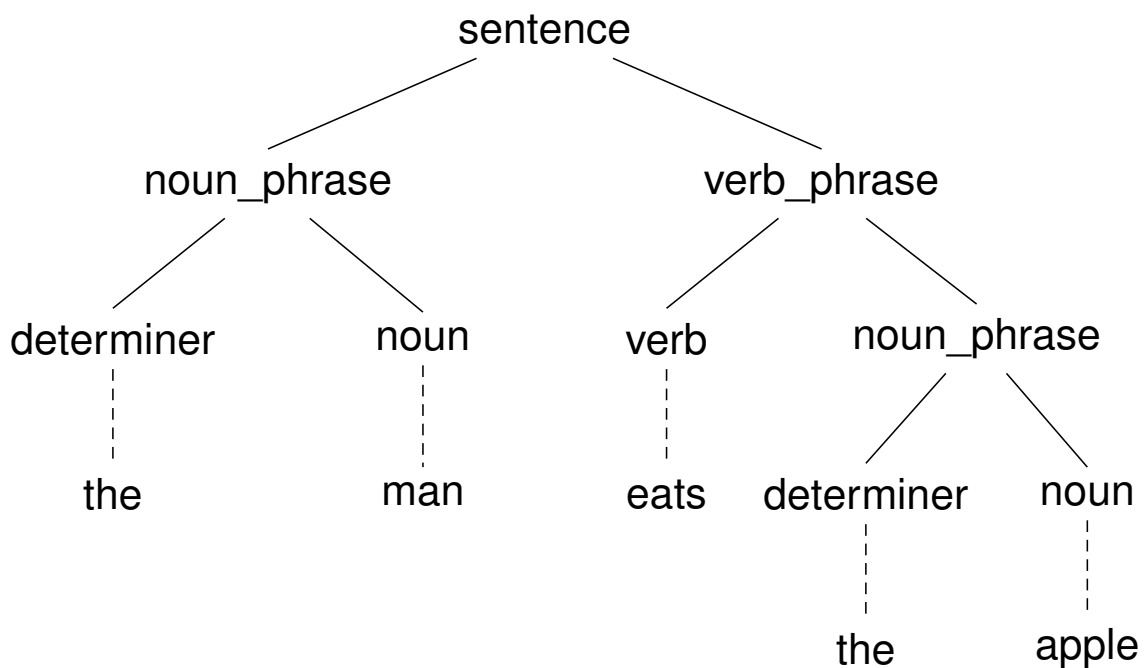 sentence
noun_phrase verb_phrase
determiner noun verb noun_phrase
the man eats determiner noun
the apple